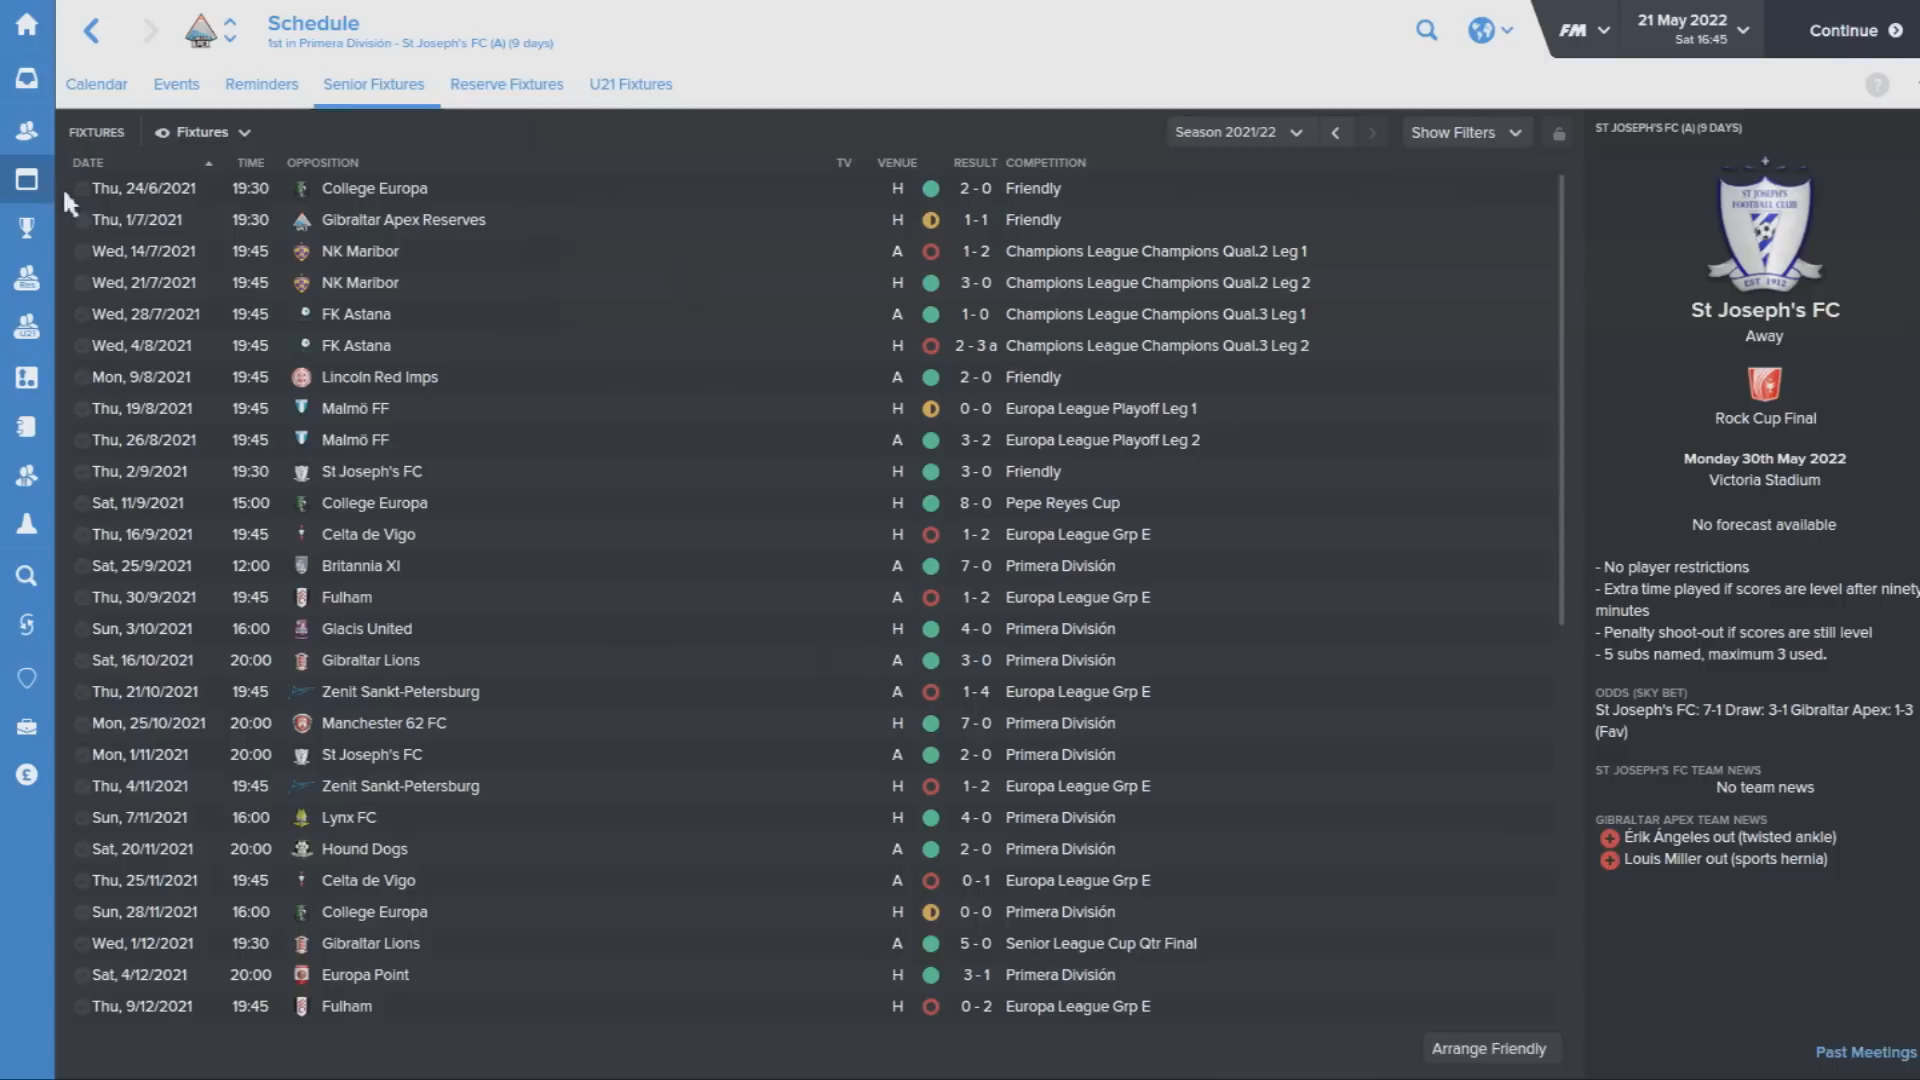 Schedule
1st in Primera División - St Joseph's FC (A) (9 days)
FM
21 May 2022
Sat 16:45
Continue
Calendar Events Reminders Senior Fixtures Reserve Fixtures U21 Fixtures
?
FIXTURES Fixtures Season 2021/22 Show Filters
DATE TIME OPPOSITION TV VENUE RESULT COMPETITION
Thu, 24/6/2021 19:30 College Europa H 2 - 0 Friendly
Thu, 1/7/2021 19:30 Gibraltar Apex Reserves H 1 - 1 Friendly
Wed, 14/7/2021 19:45 NK Maribor A 1 - 2 Champions League Champions Qual.2 Leg 1
Wed, 21/7/2021 19:45 NK Maribor H 3 - 0 Champions League Champions Qual.2 Leg 2
Wed, 28/7/2021 19:45 FK Astana A 1 - 0 Champions League Champions Qual.3 Leg 1
Wed, 4/8/2021 19:45 FK Astana H 2 - 3 a Champions League Champions Qual.3 Leg 2
Mon, 9/8/2021 19:45 Lincoln Red Imps A 2 - 0 Friendly
Thu, 19/8/2021 19:45 Malmö FF H 0 - 0 Europa League Playoff Leg 1
Thu, 26/8/2021 19:45 Malmö FF A 3 - 2 Europa League Playoff Leg 2
Thu, 2/9/2021 19:30 St Joseph's FC H 3 - 0 Friendly
Sat, 11/9/2021 15:00 College Europa H 8 - 0 Pepe Reyes Cup
Thu, 16/9/2021 19:45 Celta de Vigo H 1 - 2 Europa League Grp E
Sat, 25/9/2021 12:00 Britannia XI A 7 - 0 Primera División
Thu, 30/9/2021 19:45 Fulham A 1 - 2 Europa League Grp E
Sun, 3/10/2021 16:00 Glacis United H 4 - 0 Primera División
Sat, 16/10/2021 20:00 Gibraltar Lions A 3 - 0 Primera División
Thu, 21/10/2021 19:45 Zenit Sankt-Petersburg A 1 - 4 Europa League Grp E
Mon, 25/10/2021 20:00 Manchester 62 FC H 7 - 0 Primera División
Mon, 1/11/2021 20:00 St Joseph's FC A 2 - 0 Primera División
Thu, 4/11/2021 19:45 Zenit Sankt-Petersburg H 1 - 2 Europa League Grp E
Sun, 7/11/2021 16:00 Lynx FC H 4 - 0 Primera División
Sat, 20/11/2021 20:00 Hound Dogs A 2 - 0 Primera División
Thu, 25/11/2021 19:45 Celta de Vigo A 0 - 1 Europa League Grp E
Sun, 28/11/2021 16:00 College Europa H 0 - 0 Primera División
Wed, 1/12/2021 19:30 Gibraltar Lions A 5 - 0 Senior League Cup Qtr Final
Sat, 4/12/2021 20:00 Europa Point H 3 - 1 Primera División
Thu, 9/12/2021 19:45 Fulham H 0 - 2 Europa League Grp E
Arrange Friendly
Res
U21
£
ST JOSEPH'S FC (A) (9 DAYS)
ST JOSEPH'S
FOOTBALL CLUB
EST 1912
St Joseph's FC
Away
Rock Cup Final
Monday 30th May 2022
Victoria Stadium
No forecast available
- No player restrictions
- Extra time played if scores are level after ninety
minutes
- Penalty shoot-out if scores are still level
- 5 subs named, maximum 3 used.
ODDS (SKY BET)
St Joseph's FC: 7-1 Draw: 3-1 Gibraltar Apex: 1-3
(Fav)
ST JOSEPH'S FC TEAM NEWS
No team news
GIBRALTAR APEX TEAM NEWS
Érik Ángeles out (twisted ankle)
Louis Miller out (sports hernia)
Past Meetings